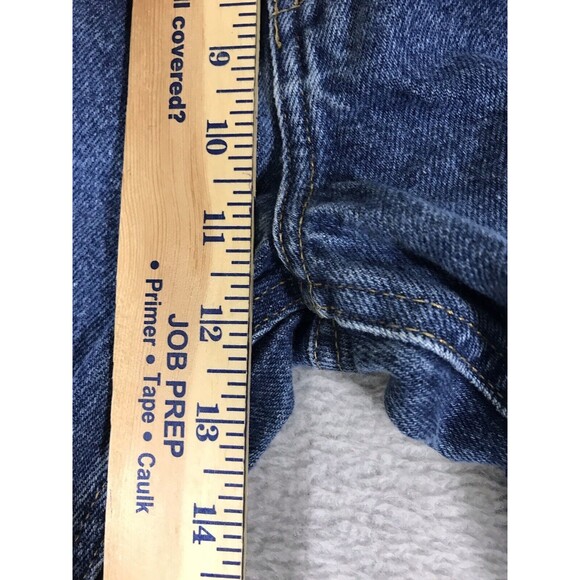 covered?
JOB PREP
• Primer • Tape • Caulk
9
10
11
12
13
14